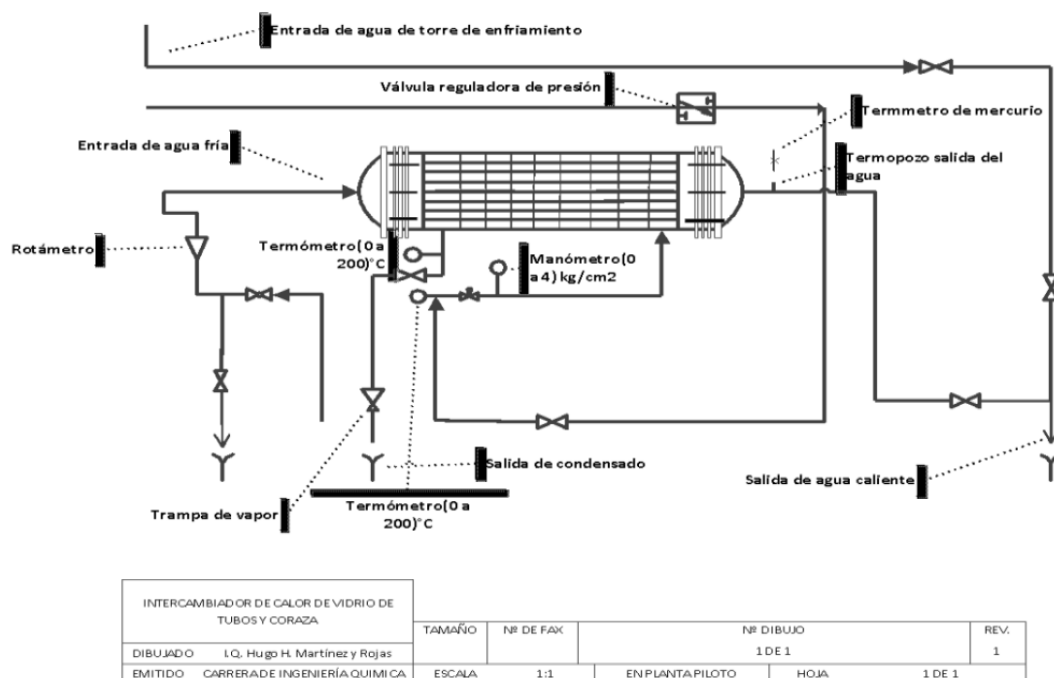 Entrada de agua de torre de enfriamiento
Válvula reguladora de presión
Termmetro de mercurio
Entrada de agua fría
Termopozo salida del
agua
Rotámetro
Termómetro(0 a
200)°C
Manómetro(0
a 4) kg/cm2
Salida de condensado
Salida de agua caliente
Trampa de vapor
Termómetro(0 a
200)°C
INTERCAMBIADOR DE CALOR DE VIDRIO DE
TUBOS Y CORAZA
TAMAÑO
Nº DE FAX
Nº DIBUJO
1 DE 1
REV.
1
DIBUJADO I.Q. Hugo H. Martínez y Rojas
EMITIDO CARRERA DE INGENIERÍA QUIMICA
ESCALA 1:1
EN PLANTA PILOTO
HOJA 1 DE 1